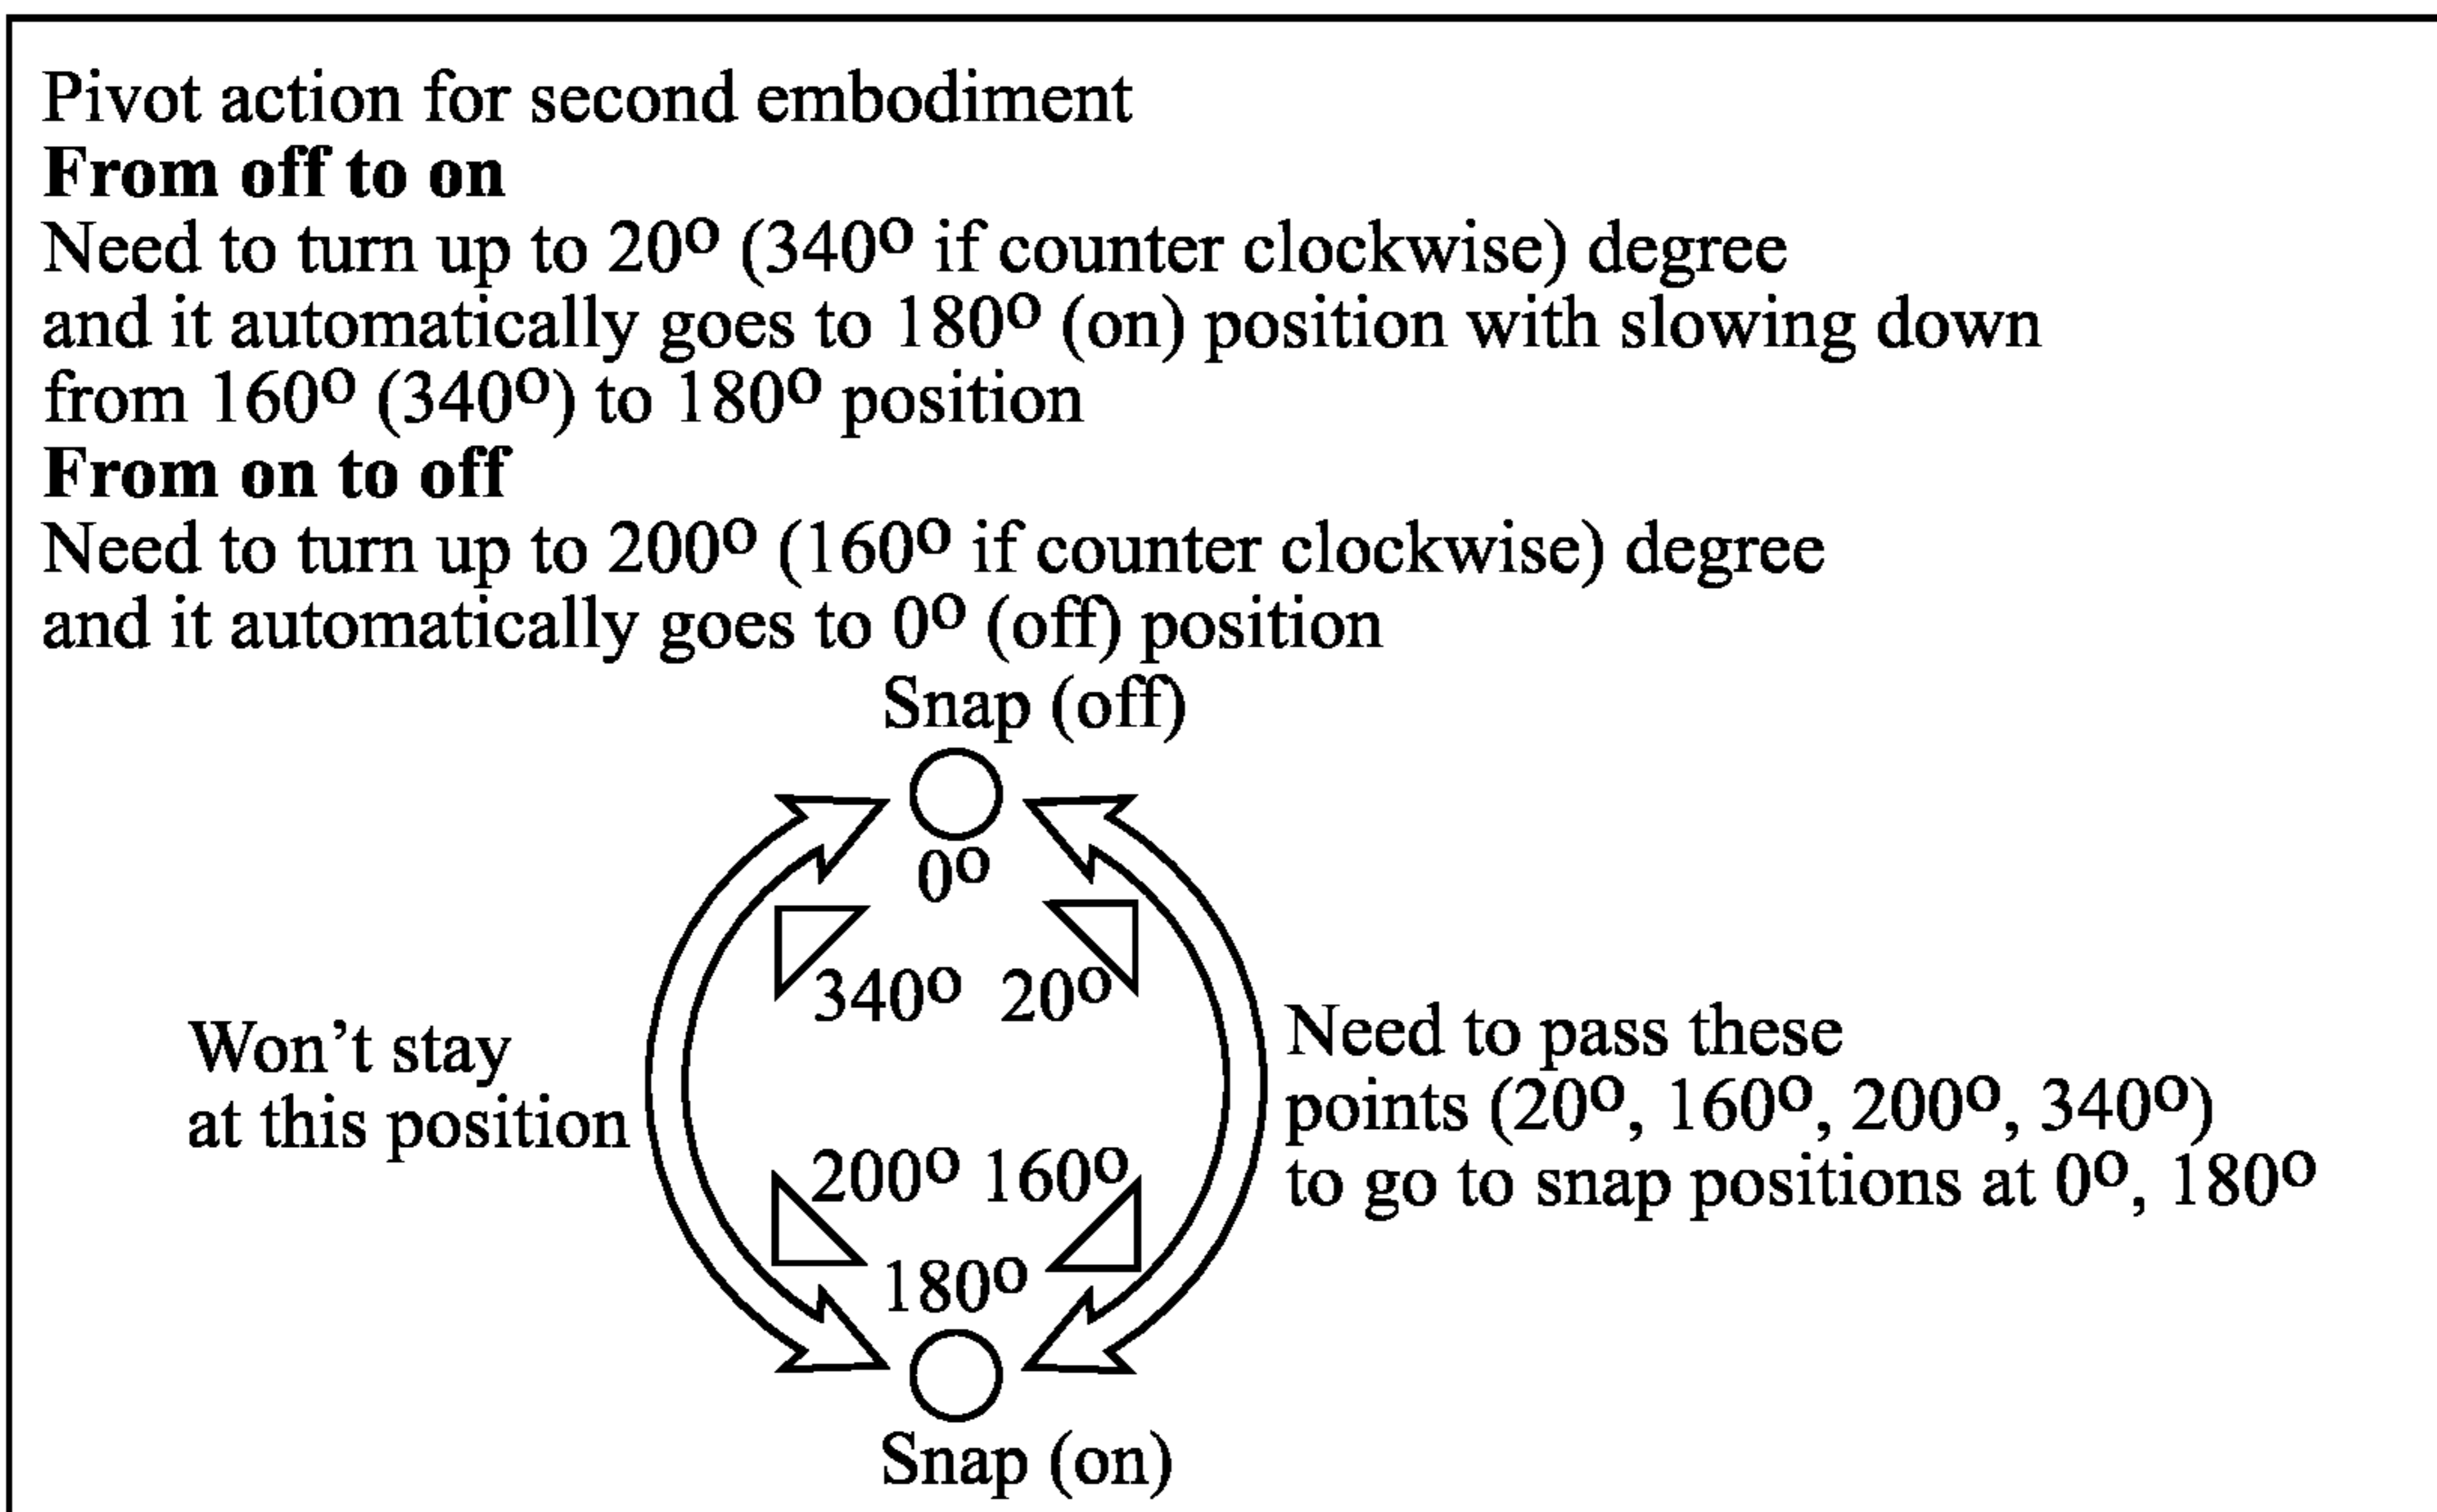 Pivot action for second embodiment
From off to on
Need to turn up to 20º (340º if counter clockwise) degree
and it automatically goes to 180º (on) position with slowing down
from 160º (340º) to 180º position
From on to off
Need to turn up to 200º (160º if counter clockwise) degree
and it automatically goes to 0º (off) position
Snap (off)
0º
340º 20º
Won't stay
at this position
Need to pass these
points (20º, 160º, 200º, 340º)
to go to snap positions at 0º, 180º
200º 160º
180º
Snap (on)